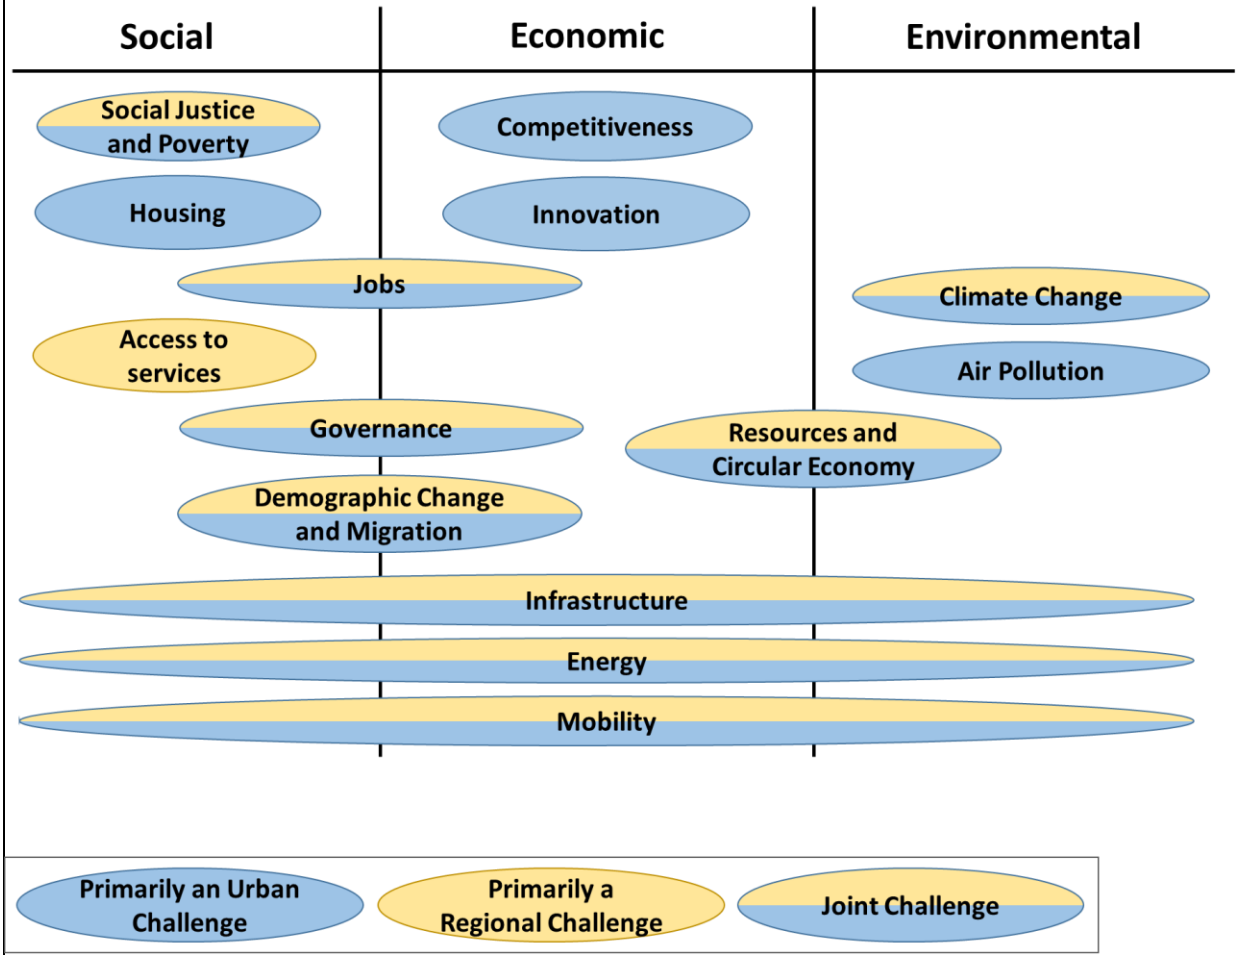 Social
Economic
Environmental
Social Justice
and Poverty
Competitiveness
Housing
Innovation
Jobs
Climate Change
Access to
services
Air Pollution
Governance
Resources and
Circular Economy
Demographic Change
and Migration
Infrastructure
Energy
Mobility
Primarily an Urban
Challenge
Primarily a
Regional Challenge
Joint Challenge